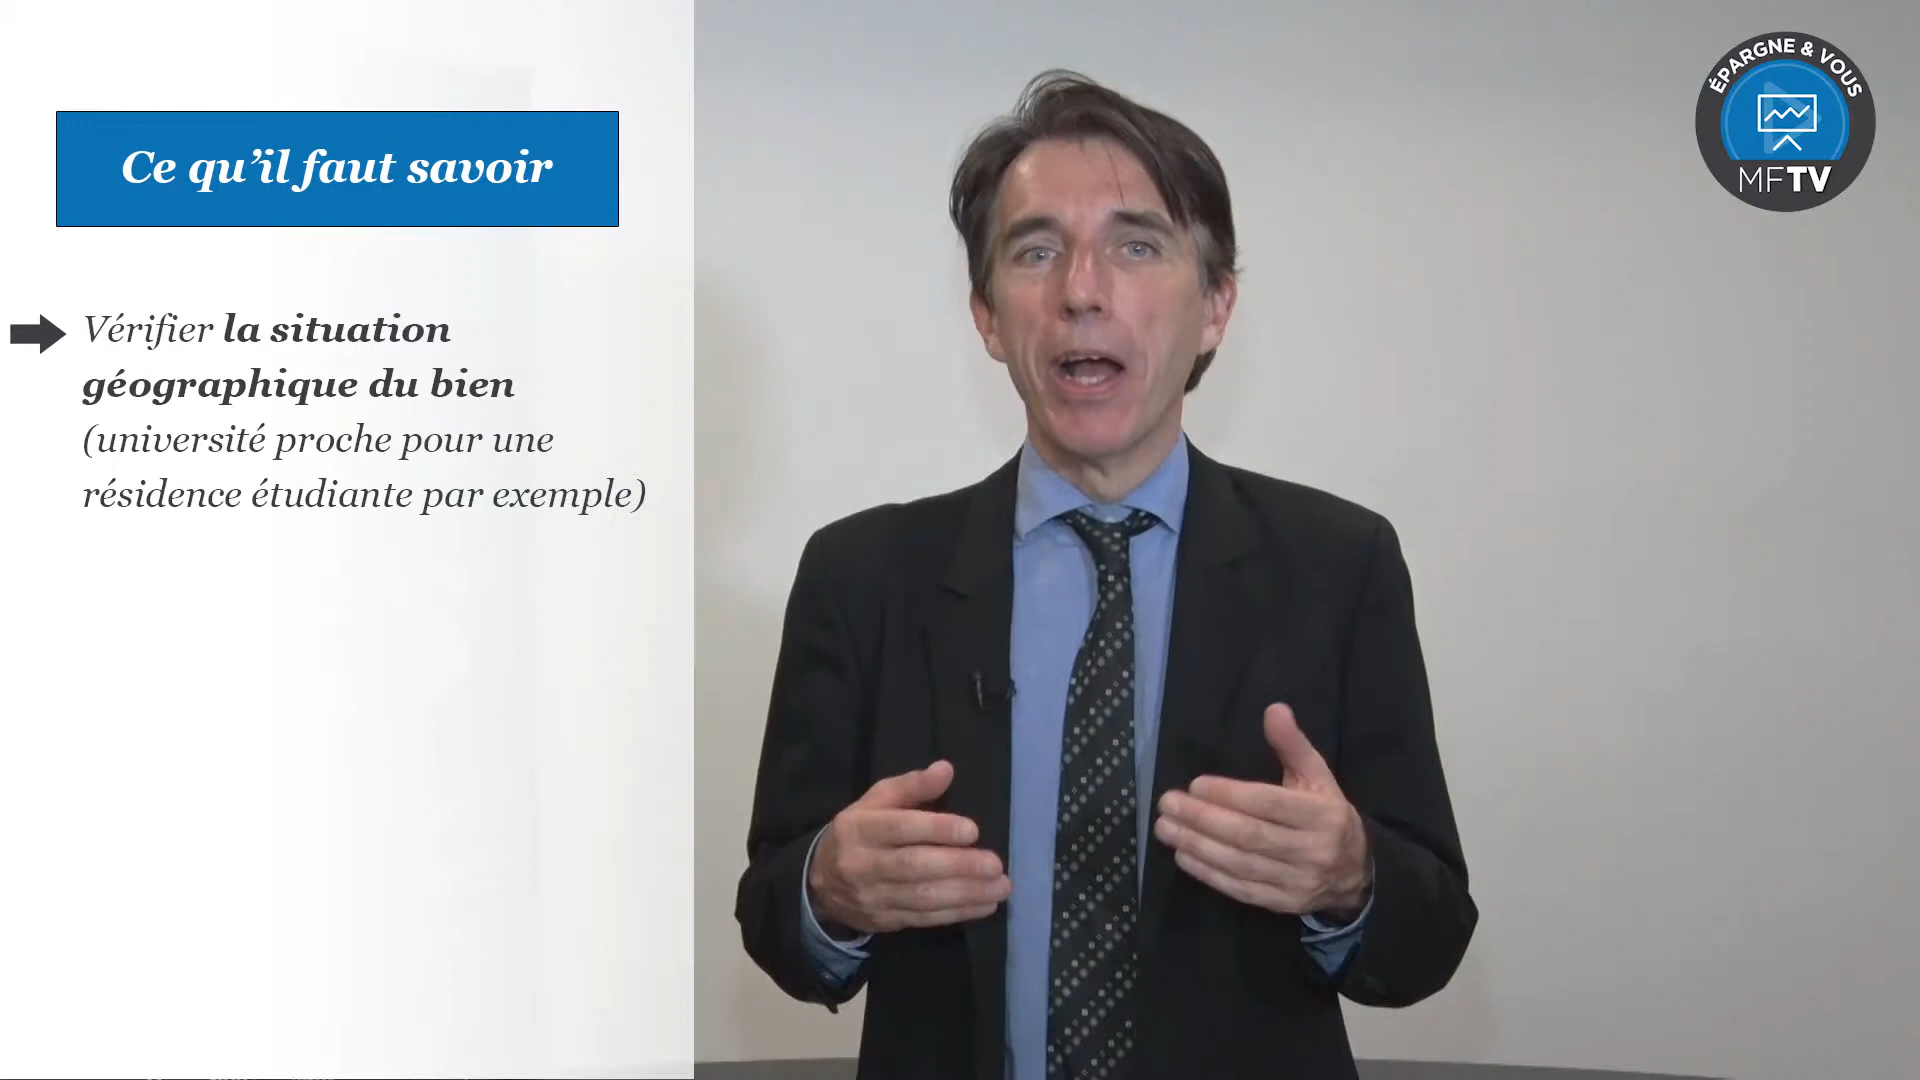 Ce qu’il faut savoir
Vérifier la situation
géographique du bien
(université proche pour une
résidence étudiante par exemple)
ÉPARGNE & VOUS
MFTV